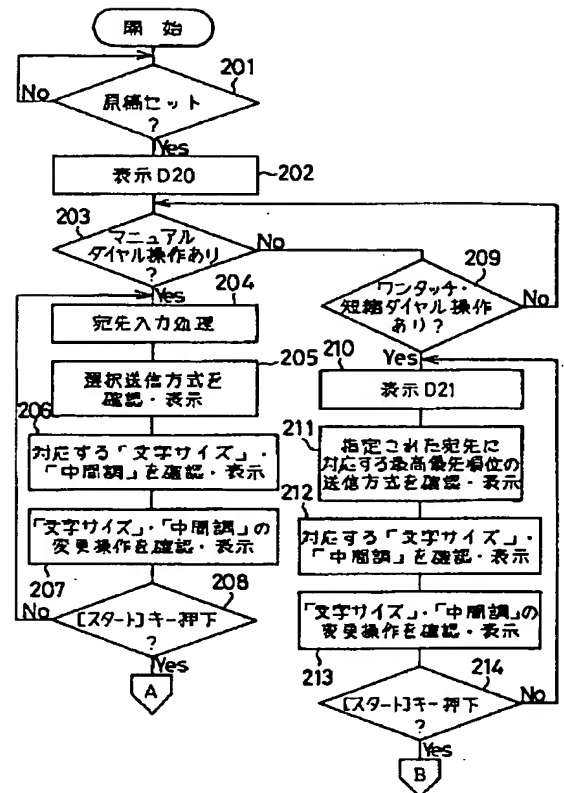 開始
201
No
原稿セット
?
Yes
表示 D20
202
203
マニュアル
ダイヤル操作あり
?
No
Yes
204
宛先入力処理
205
選択送信方式を
確認・表示
206
対応する「文字サイズ」・
「中間調」を確認・表示
「文字サイズ」・「中間調」の
変更操作を確認・表示
207
208
No
[スタート]キー押下
?
Yes
A
209
ワンタッチ・
短縮ダイヤル操作
あり?
No
Yes
210
表示 D21
211
指定された宛先に
対応する最高最先順位の
送信方式を確認・表示
212
対応する「文字サイズ」・
「中間調」を確認・表示
「文字サイズ」・「中間調」の
変更操作を確認・表示
213
214
[スタート]キー押下
?
No
Yes
B